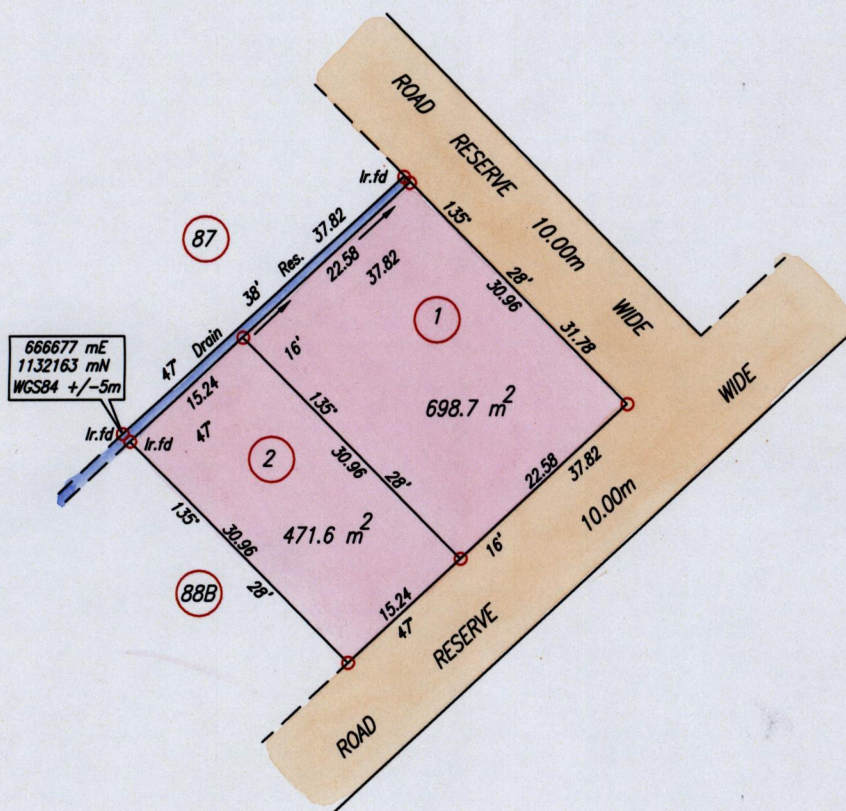 ROAD RESERVE 10.00m WIDE
Ir.fd
87
47' Drain 38' Res. 37.82
22.58
37.82
135'
28'
30.96
31.78
1
16'
698.7 m2
666677 mE
1132163 mN
WGS84 +/-5m
Ir.fd
Ir.fd
15.24
47'
2
135'
30.96
28'
471.6 m2
135'
30.96
28'
88B
22.58
37.82
16'
15.24
47'
ROAD RESERVE 10.00m WIDE